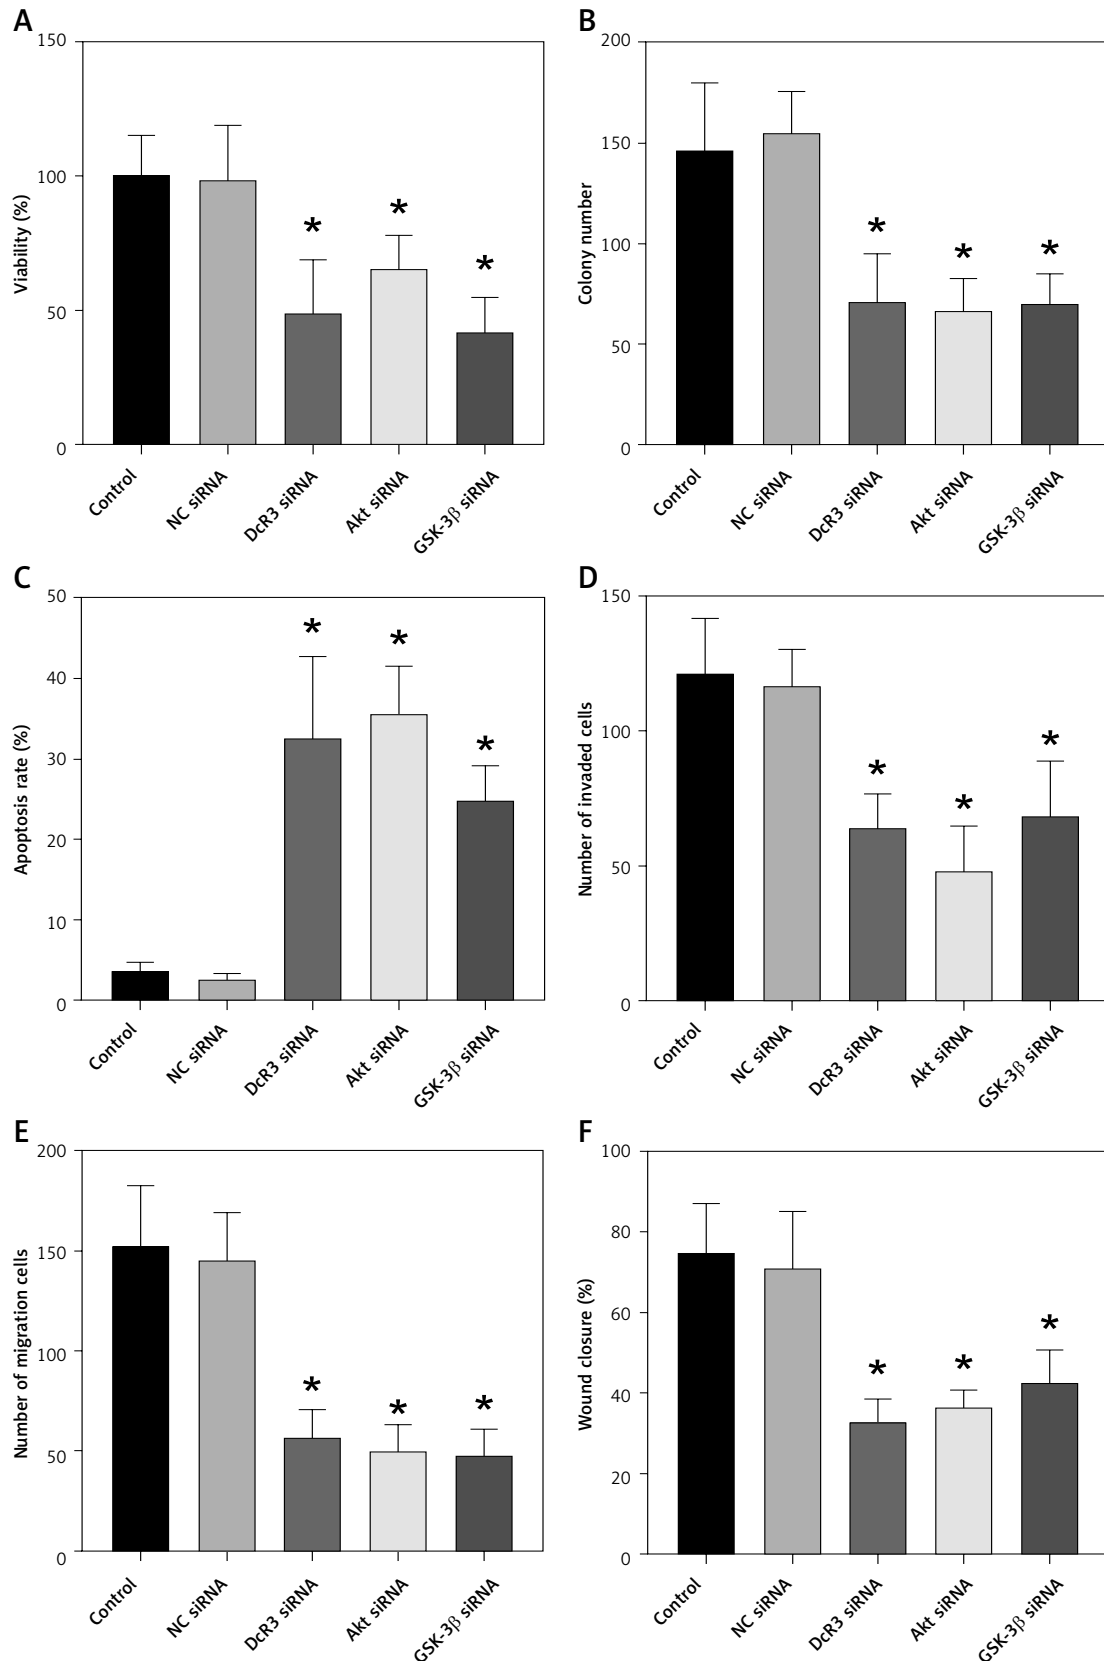 A
Viability (%)
150
100
50
0
*
*
*
Control
NC siRNA
DcR3 siRNA
Akt siRNA
GSK-3β siRNA
B
Colony number
200
150
100
50
0
*
*
*
Control
NC siRNA
DcR3 siRNA
Akt siRNA
GSK-3β siRNA
C
Apoptosis rate (%)
50
40
30
20
10
0
*
*
*
Control
NC siRNA
DcR3 siRNA
Akt siRNA
GSK-3β siRNA
D
Number of invaded cells
150
100
50
0
*
*
*
Control
NC siRNA
DcR3 siRNA
Akt siRNA
GSK-3β siRNA
E
Number of migration cells
200
150
100
50
0
*
*
*
Control
NC siRNA
DcR3 siRNA
Akt siRNA
GSK-3β siRNA
F
Wound closure (%)
100
80
60
40
20
0
*
*
*
Control
NC siRNA
DcR3 siRNA
Akt siRNA
GSK-3β siRNA